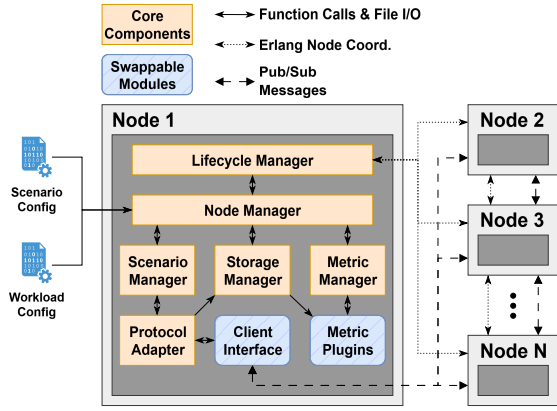 Core
Components
Function Calls & File I/O
Erlang Node Coord.
Swappable
Modules
Pub/Sub
Messages
Node 1
Lifecycle Manager
Node Manager
Scenario
Manager
Storage
Manager
Metric
Manager
Protocol
Adapter
Client
Interface
Metric
Plugins
Scenario
Config
Workload
Config
Node 2
Node 3
Node N